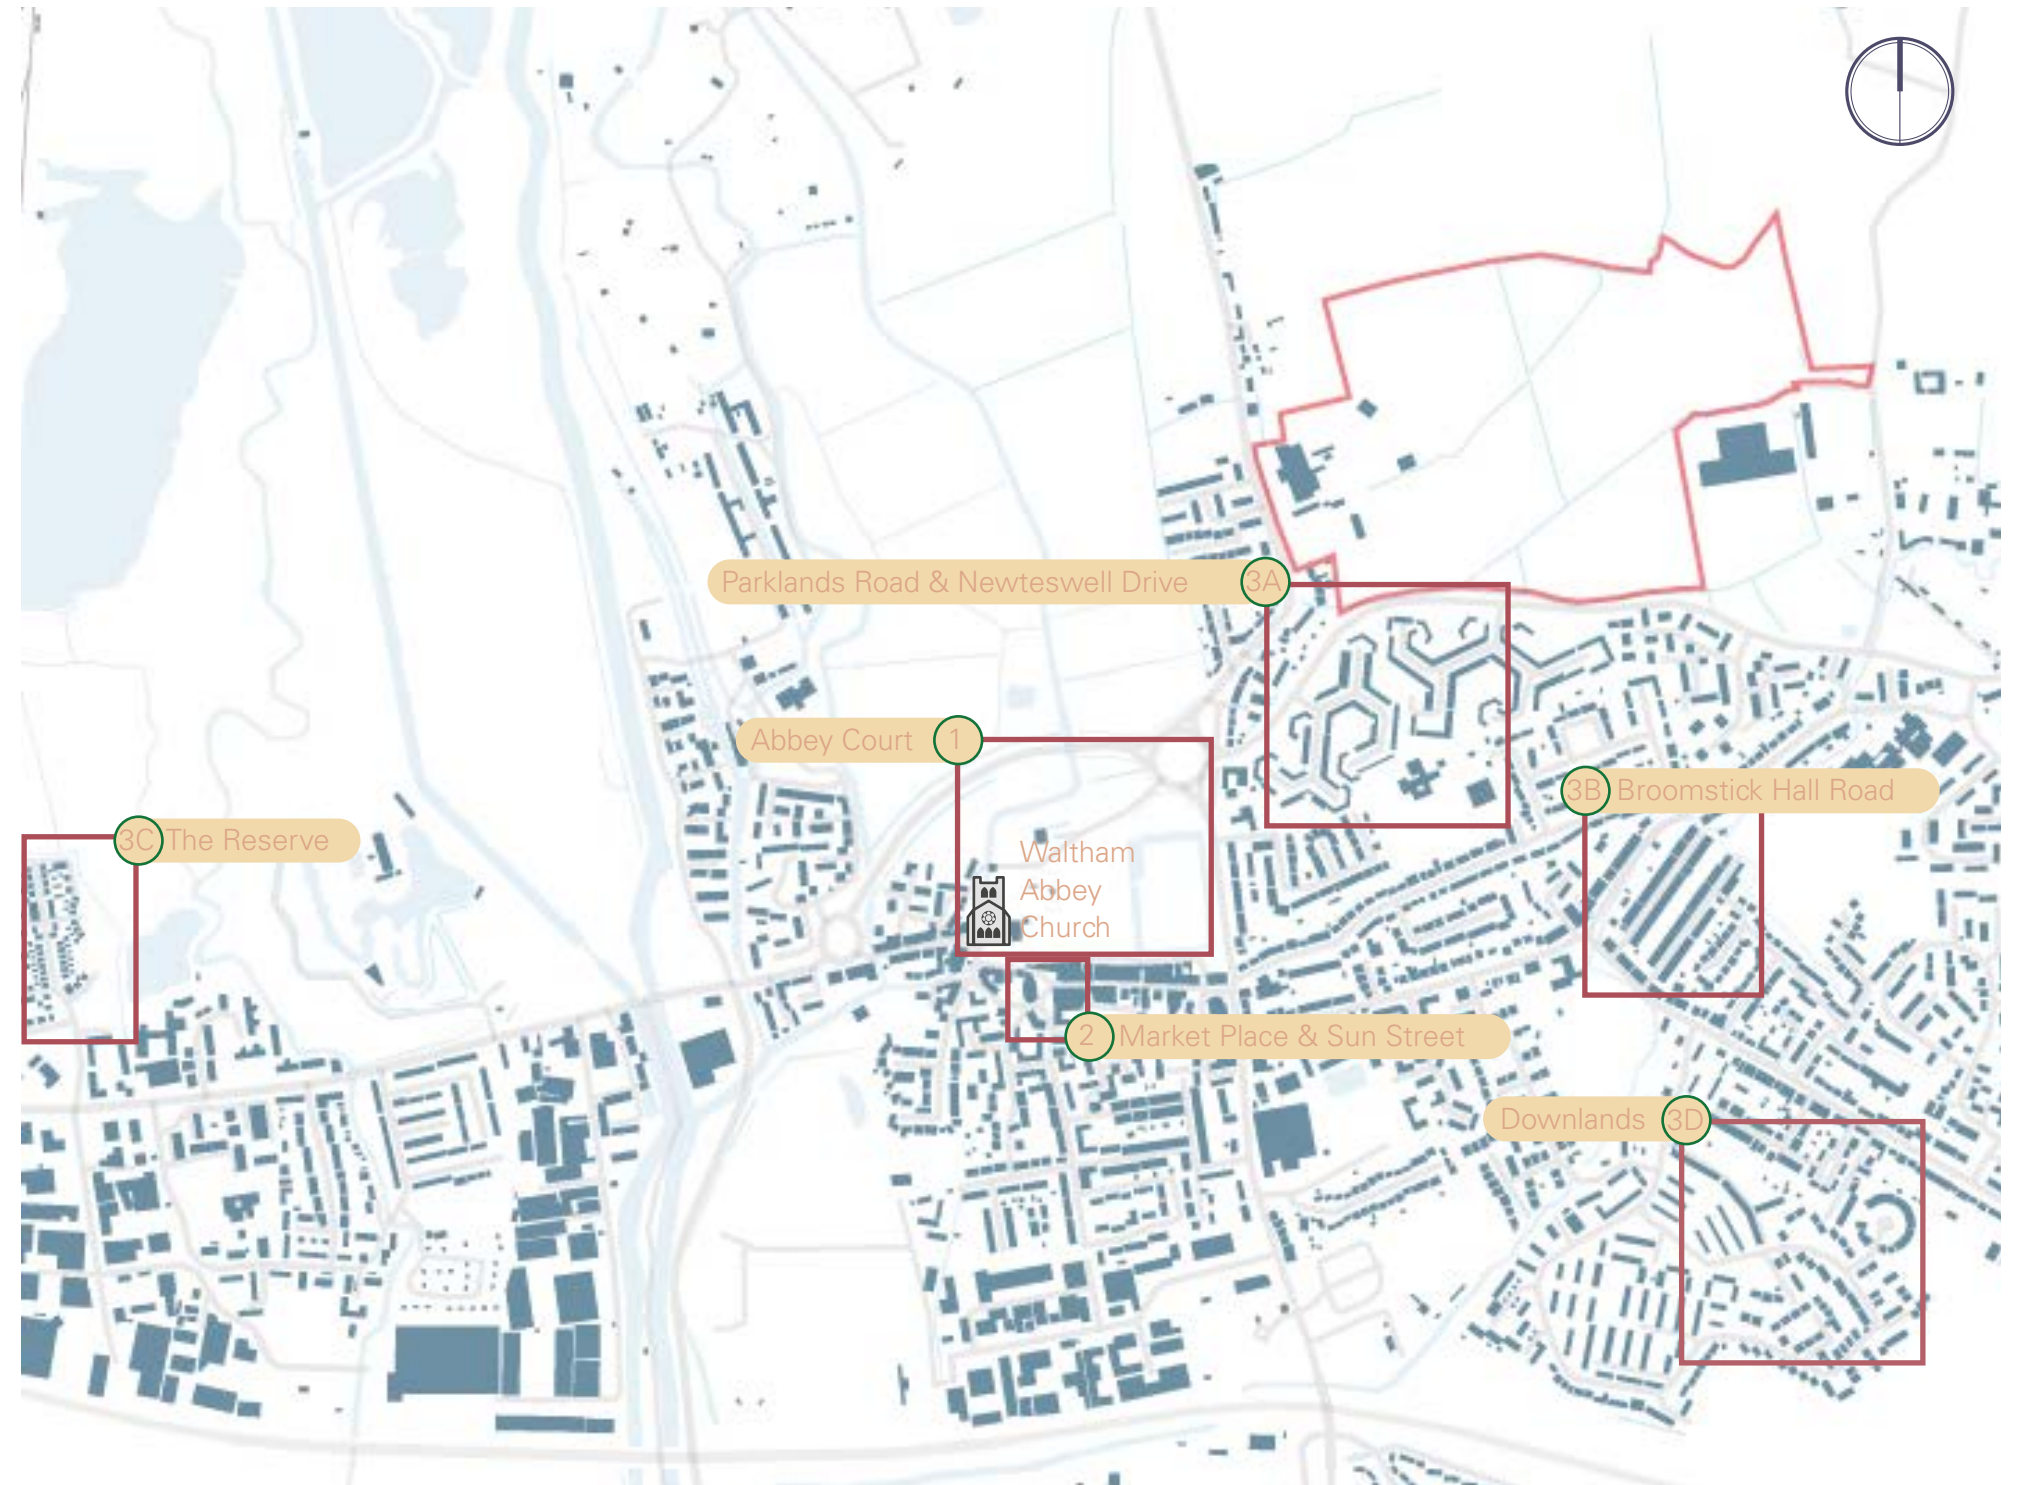 Parklands Road & Newteswell Drive 3A
Abbey Court 1
3B Broomstick Hall Road
3C The Reserve
Waltham
Abbey
Church
2 Market Place & Sun Street
Downlands 3D